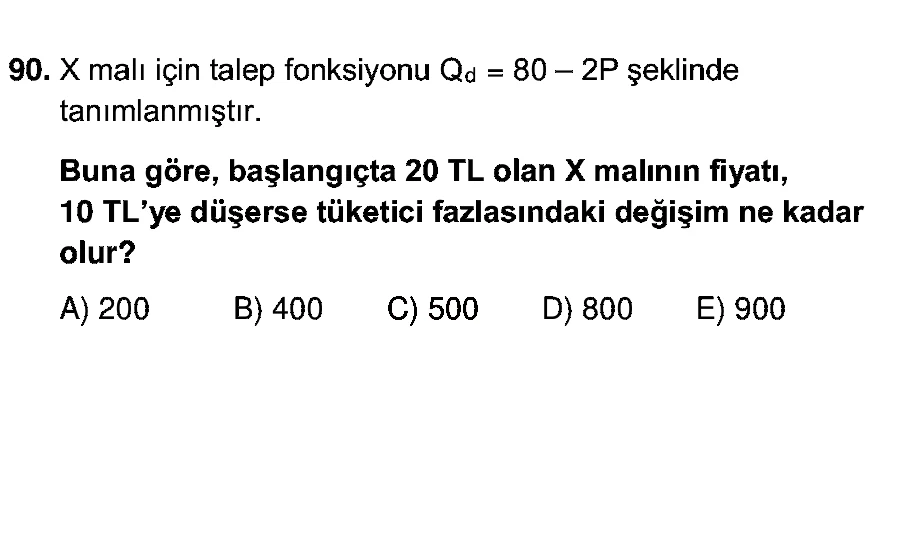 90. X malı için talep fonksiyonu Qd = 80 – 2P şeklinde
tanımlanmıştır.
Buna göre, başlangıçta 20 TL olan X malının fiyatı,
10 TL’ye düşerse tüketici fazlasındaki değişim ne kadar
olur?
A) 200 B) 400 C) 500 D) 800 E) 900